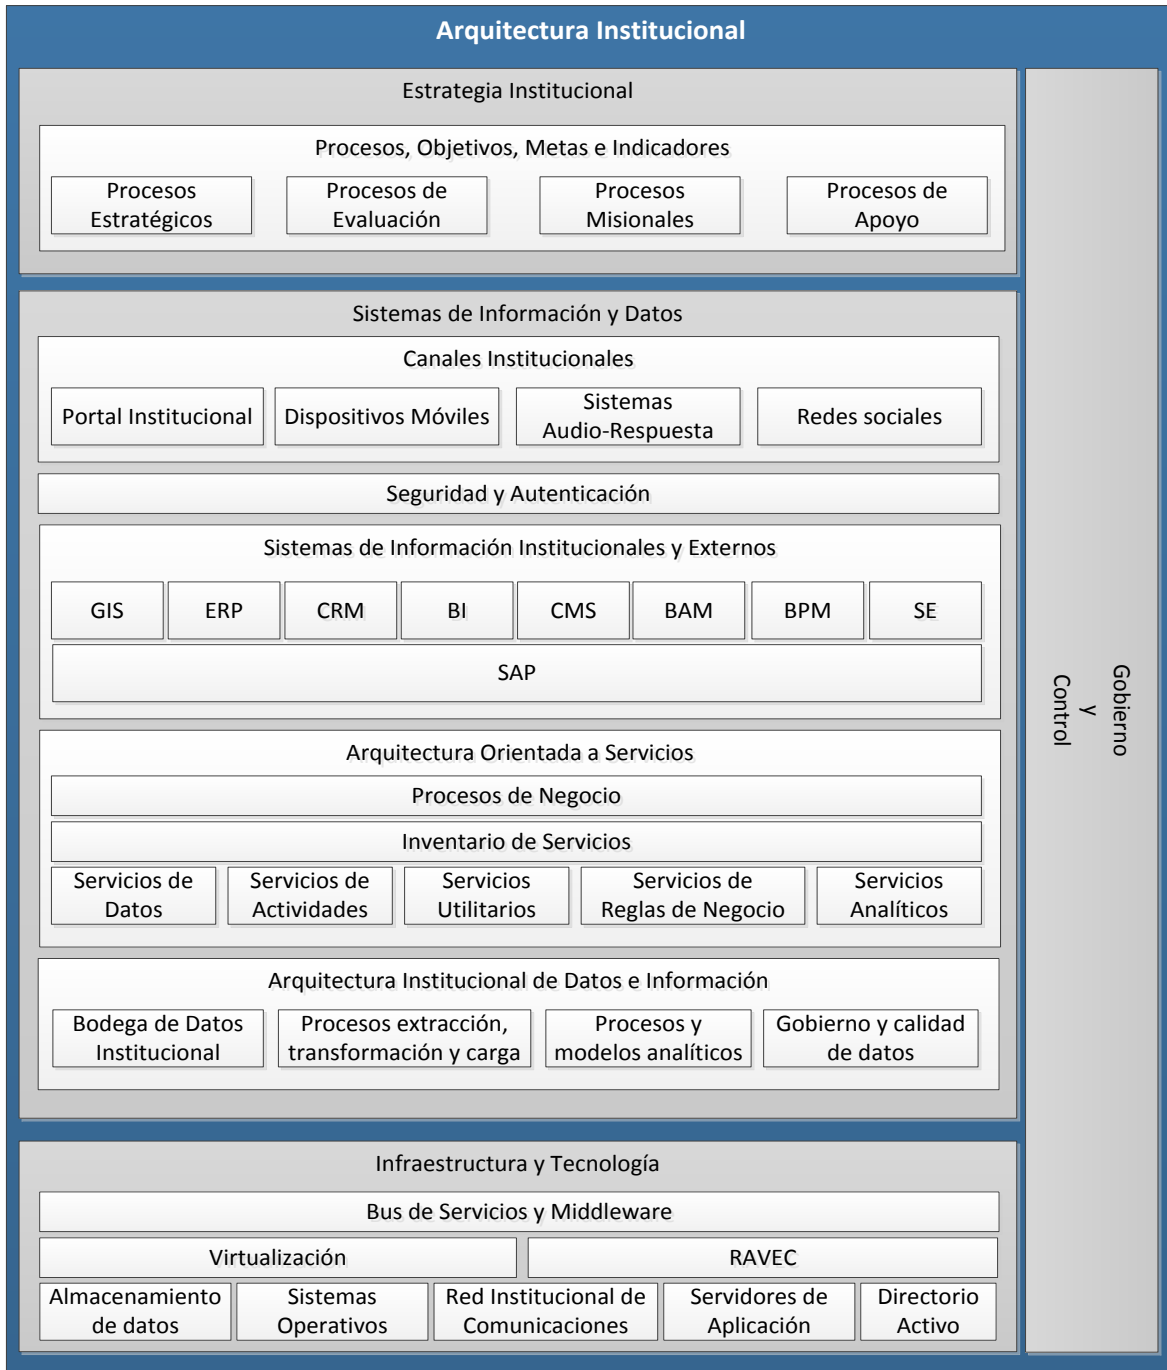 Arquitectura Institucional
Estrategia Institucional
Procesos, Objetivos, Metas e Indicadores
Procesos
Estratégicos
Procesos de
Evaluación
Procesos
Misionales
Procesos de
Apoyo
Sistemas de Información y Datos
Canales Institucionales
Portal Institucional
Dispositivos Móviles
Sistemas
Audio-Respuesta
Redes sociales
Seguridad y Autenticación
Sistemas de Información Institucionales y Externos
GIS
ERP
CRM
BI
CMS
BAM
BPM
SE
SAP
Arquitectura Orientada a Servicios
Procesos de Negocio
Inventario de Servicios
Servicios de
Datos
Servicios de
Actividades
Servicios
Utilitarios
Servicios de
Reglas de Negocio
Servicios
Analíticos
Arquitectura Institucional de Datos e Información
Bodega de Datos
Institucional
Procesos extracción,
transformación y carga
Procesos y
modelos analíticos
Gobierno y calidad
de datos
Infraestructura y Tecnología
Bus de Servicios y Middleware
Virtualización
RAVEC
Almacenamiento
de datos
Sistemas
Operativos
Red Institucional de
Comunicaciones
Servidores de
Aplicación
Directorio
Activo
Gobierno
y
Control